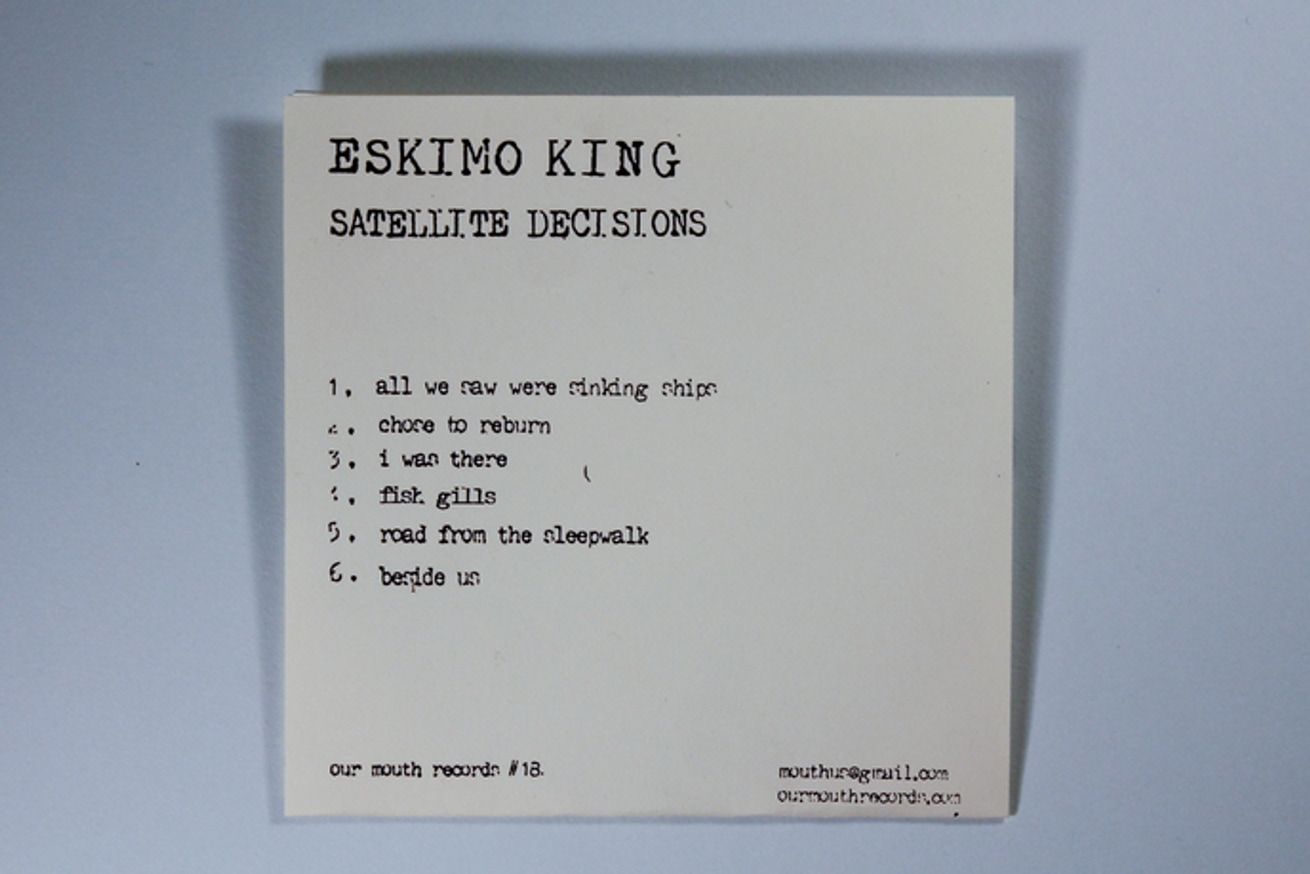 ESKIMO KING
SATELLITE DECISIONS
1. all we saw were sinking ships
2. chose to reburn
3. i was there
4. fish gills
5. road from the sleepwalk
6. beside us
our mouth records #18.
mouthus@gmail.com
ourmouthrecords.com